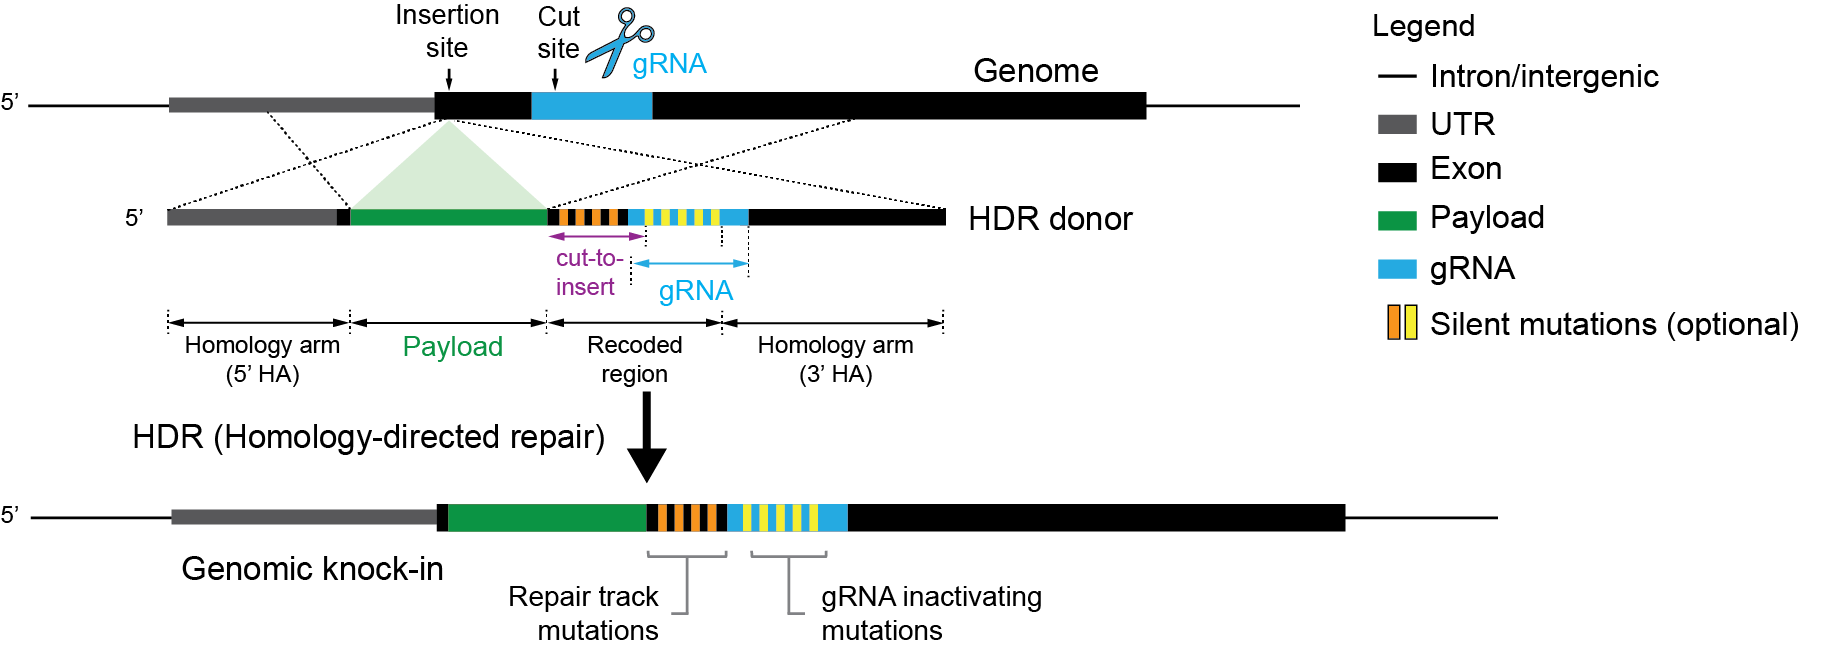 Insertion
site
Cut
site
gRNA
Genome
5’
5’
HDR donor
cut-to-
insert
gRNA
Homology arm
(5’ HA)
Payload
Recoded
region
Homology arm
(3’ HA)
HDR (Homology-directed repair)
5’
Genomic knock-in
Repair track
mutations
gRNA inactivating
mutations
Legend
Intron/intergenic
UTR
Exon
Payload
gRNA
Silent mutations (optional)